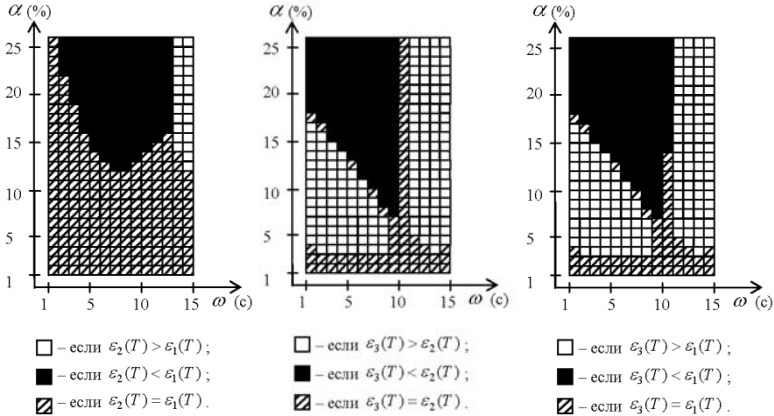 α (%)
25
20
15
10
5
1
1 5 10 15
ω (с)
– если ε₂(T) > ε₁(T) ;
– если ε₂(T) < ε₁(T) ;
– если ε₂(T) = ε₁(T) .
α (%)
25
20
15
10
5
1
1 5 10 15
ω (с)
– если ε₃(T) > ε₂(T) ;
– если ε₃(T) < ε₂(T) ;
– если ε₃(T) = ε₂(T) .
α (%)
25
20
15
10
5
1
1 5 10 15
ω (с)
– если ε₃(T) > ε₁(T) ;
– если ε₃(T) < ε₁(T) ;
– если ε₃(T) = ε₁(T) .